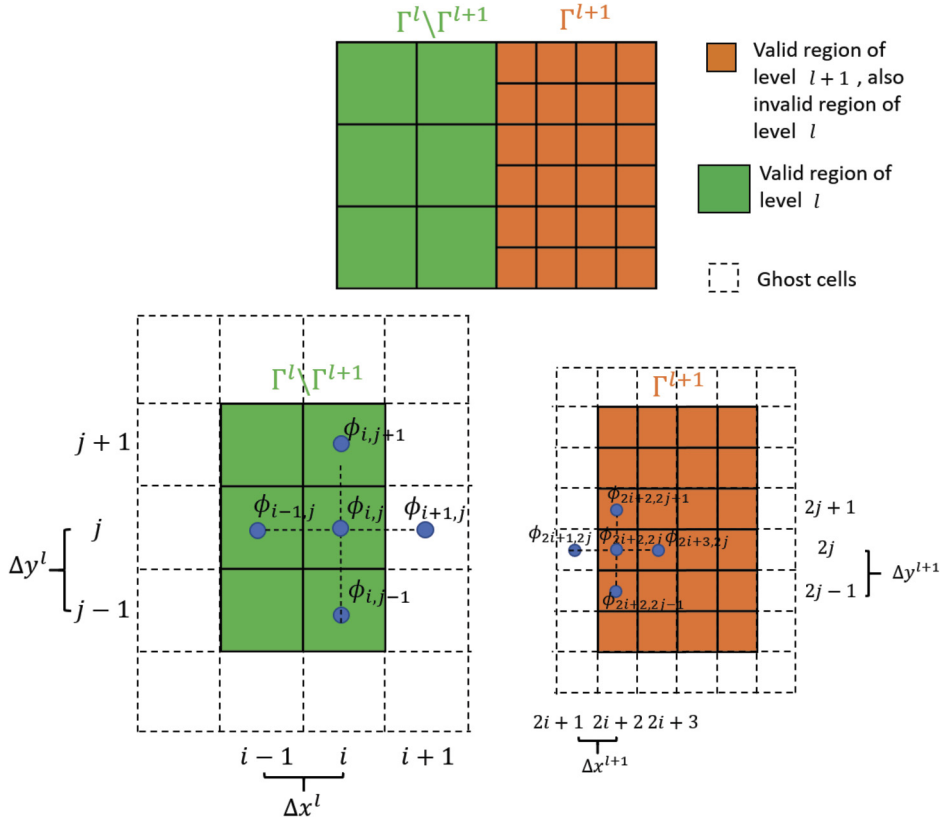 Γ^l\Γ^{l+1}
Γ^{l+1}
Valid region of
level l + 1 , also
invalid region of
level l
Valid region of
level l
Ghost cells
Γ^l\Γ^{l+1}
j + 1
j
j − 1
Δy^l
ϕ_{i,j+1}
ϕ_{i−1,j}
ϕ_{i,j}
ϕ_{i+1,j}
ϕ_{i,j−1}
i − 1
i
i + 1
Δx^l
Γ^{l+1}
ϕ_{2i+2,2j+1}
ϕ_{2i+1,2j}
ϕ_{2i+2,2j}
ϕ_{2i+3,2j}
ϕ_{2i+2,2j−1}
2j + 1
2j
2j − 1
Δy^{l+1}
2i + 1
2i + 2
2i + 3
Δx^{l+1}